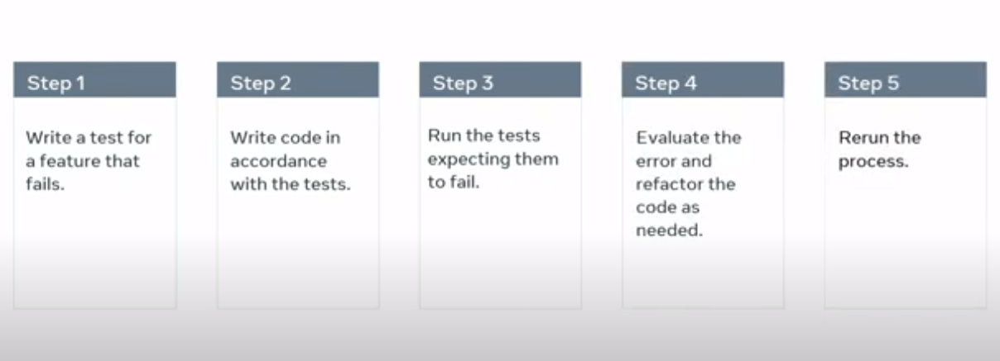 Step 1
Write a test for
a feature that
fails.
Step 2
Write code in
accordance
with the tests.
Step 3
Run the tests
expecting them
to fail.
Step 4
Evaluate the
error and
refactor the
code as
needed.
Step 5
Rerun the
process.